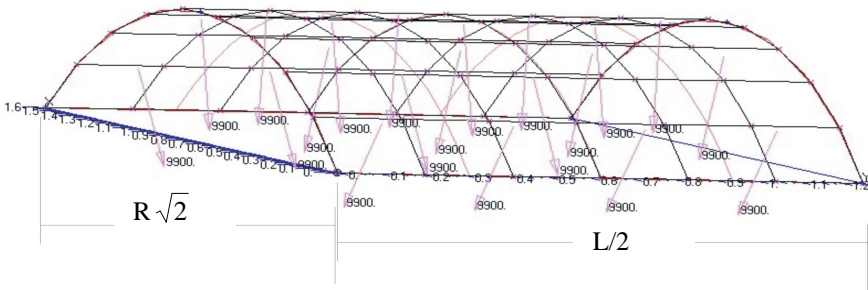 9900. 9900. 9900. 9900. 9900. 9900. 9900.
1.6 1.5 1.4 1.3 1.2 1.1 1. 0.9 0.8 0.7 0.6 0.5 0.4 0.3 0.2 0.1 0.
9900. 9900. 9900. 9900. 9900. 9900.
0. 0.1 0.2 0.3 0.4 0.5 0.6 0.7 0.8 0.9 1. 1.1 1.2
9900. 9900. 9900. 9900.
R√2
L/2